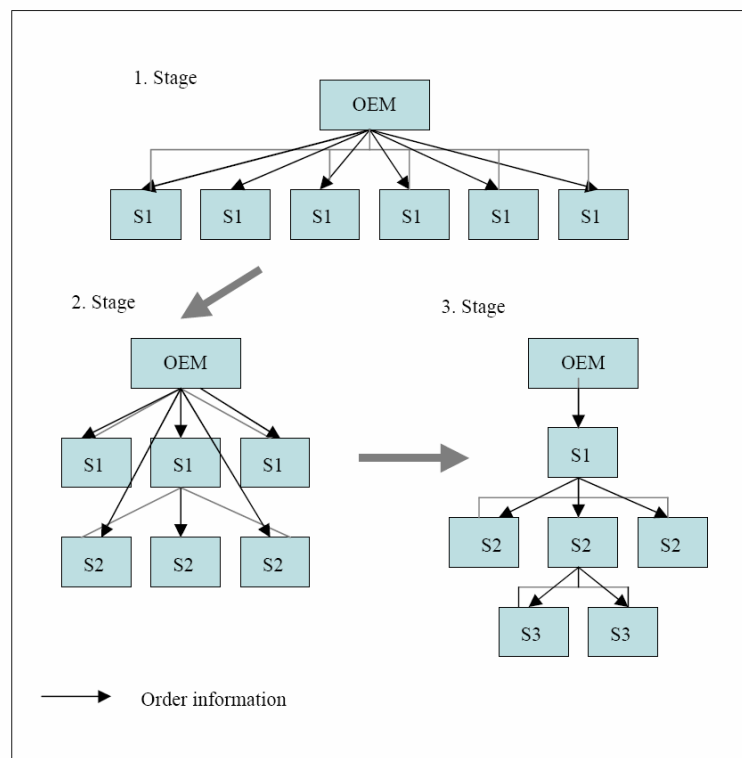 1. Stage
OEM
S1 S1 S1 S1 S1 S1
2. Stage
OEM
S1 S1 S1
S2 S2 S2
3. Stage
OEM
S1
S2 S2 S2
S3 S3
Order information